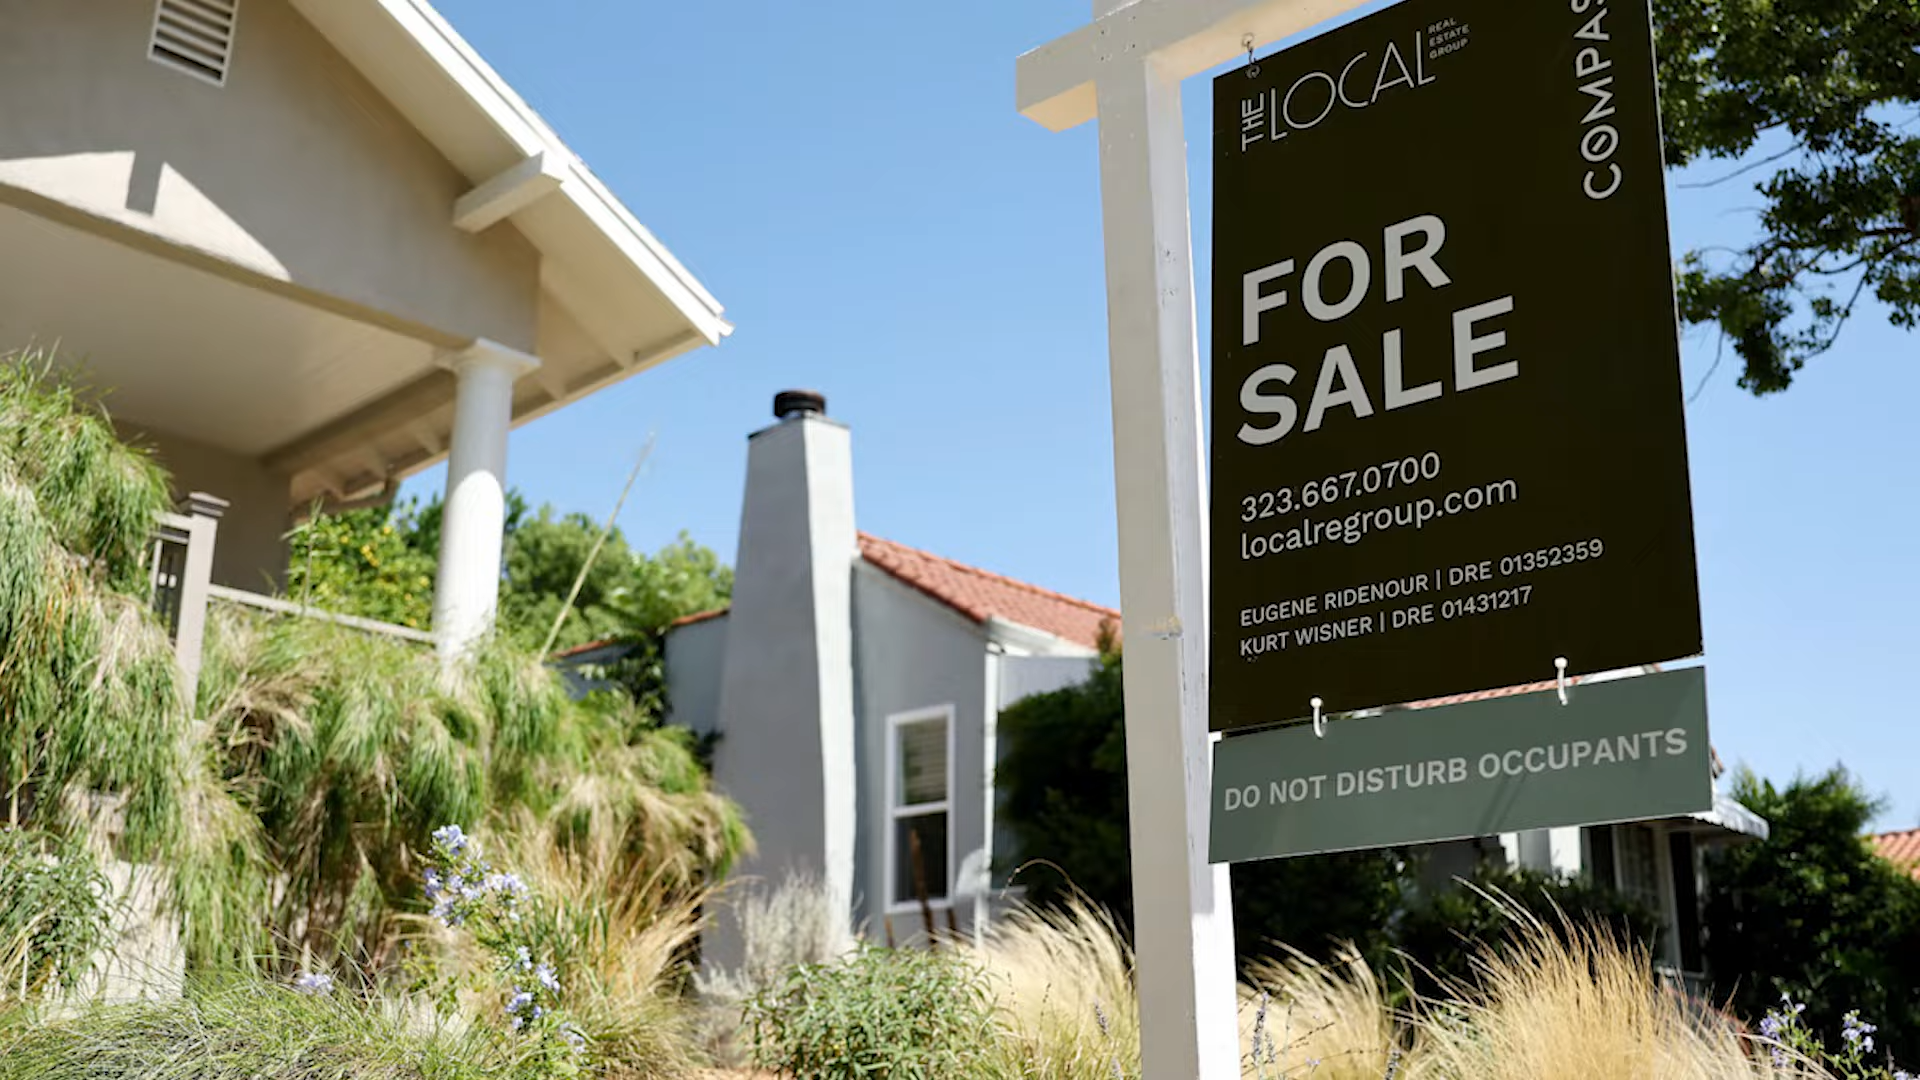 THE LOCAL REAL
ESTATE
GROUP
COMPAS
FOR
SALE
323.667.0700
localregroup.com
EUGENE RIDENOUR | DRE 01352359
KURT WISNER | DRE 01431217
DO NOT DISTURB OCCUPANTS